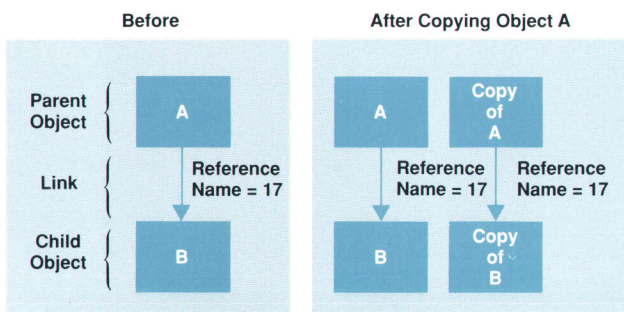 Before
Parent
Object
Link
Child
Object
A
Reference
Name = 17
B
After Copying Object A
A
Copy
of
A
Reference
Name = 17
Reference
Name = 17
B
Copy
of
B